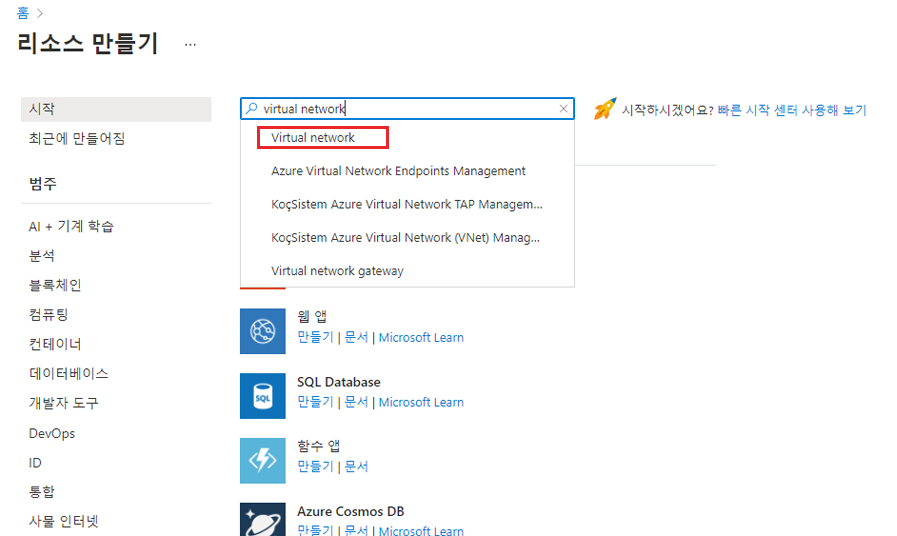 홈 >
리소스 만들기 ...
시작
최근에 만들어짐
범주
AI + 기계 학습
분석
블록체인
컴퓨팅
컨테이너
데이터베이스
개발자 도구
DevOps
ID
통합
사물 인터넷
virtual network
Virtual network
Azure Virtual Network Endpoints Management
KoçSistem Azure Virtual Network TAP Managem...
KoçSistem Azure Virtual Network (VNet) Manag...
Virtual network gateway
시작하시겠어요? 빠른 시작 센터 사용해 보기
웹 앱
만들기 | 문서 | Microsoft Learn
SQL
SQL Database
만들기 | 문서 | Microsoft Learn
함수 앱
만들기 | 문서
Azure Cosmos DB
만들기 | 문서 | Microsoft Learn